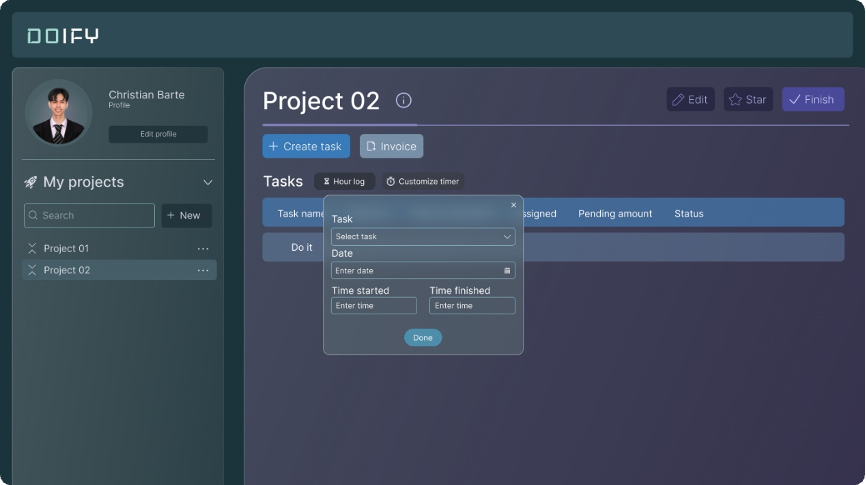 DOIFY
Christian Barte
Profile
Edit profile
My projects
Search
+ New
Project 01
Project 02
Project 02
Edit
Star
Finish
+ Create task
Invoice
Tasks
Hour log
Customize timer
Task name
Pending amount
Status
Do it
Task
Select task
Date
Enter date
Time started
Time finished
Enter time
Enter time
Done